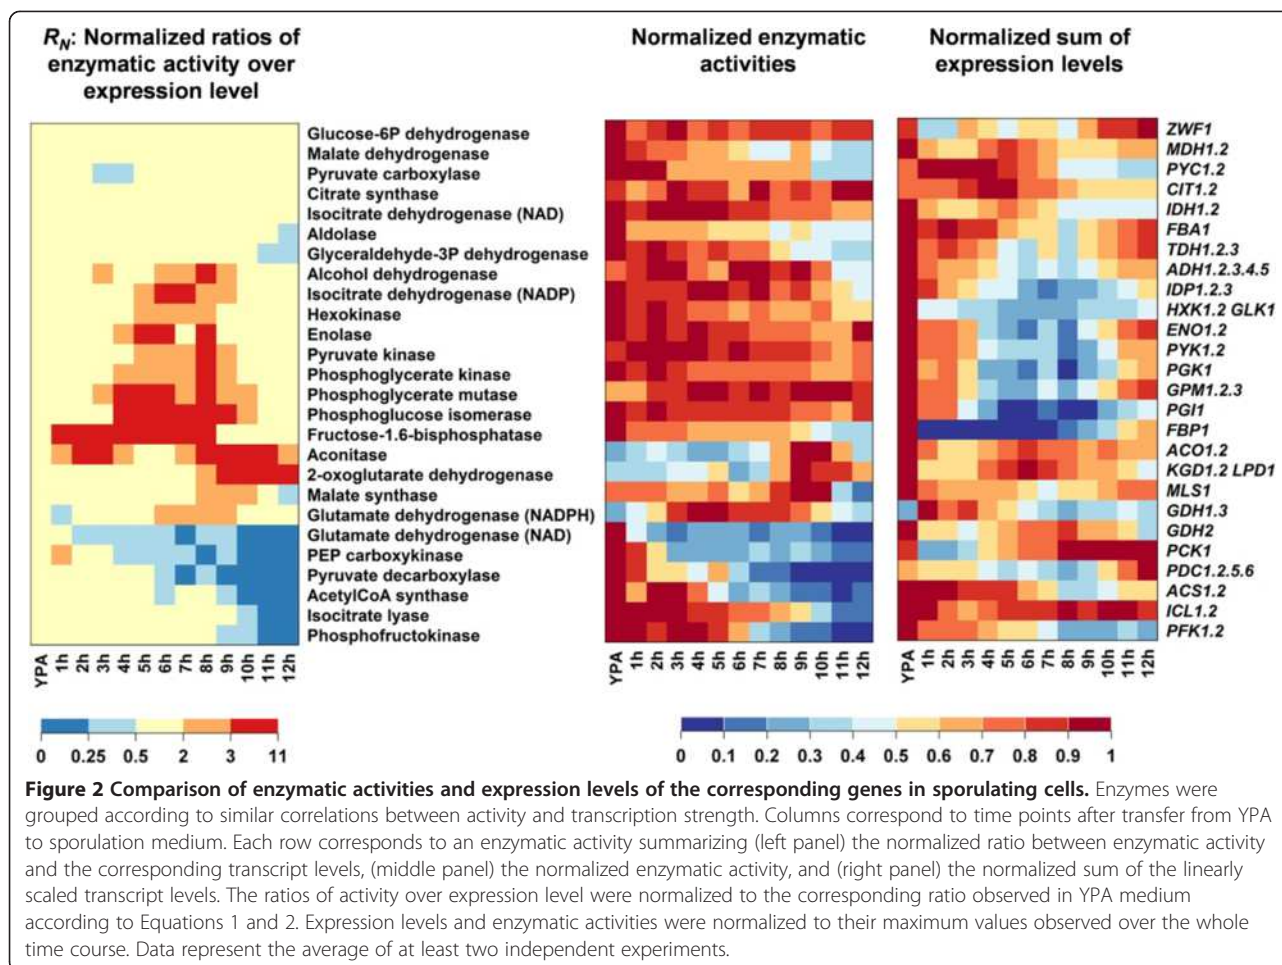 R_N: Normalized ratios of
enzymatic activity over
expression level
Normalized enzymatic
activities
Normalized sum of
expression levels
Glucose-6P dehydrogenase
Malate dehydrogenase
Pyruvate carboxylase
Citrate synthase
Isocitrate dehydrogenase (NAD)
Aldolase
Glyceraldehyde-3P dehydrogenase
Alcohol dehydrogenase
Isocitrate dehydrogenase (NADP)
Hexokinase
Enolase
Pyruvate kinase
Phosphoglycerate kinase
Phosphoglycerate mutase
Phosphoglucose isomerase
Fructose-1.6-bisphosphatase
Aconitase
2-oxoglutarate dehydrogenase
Malate synthase
Glutamate dehydrogenase (NADPH)
Glutamate dehydrogenase (NAD)
PEP carboxykinase
Pyruvate decarboxylase
AcetylCoA synthase
Isocitrate lyase
Phosphofructokinase
ZWF1
MDH1.2
PYC1.2
CIT1.2
IDH1.2
FBA1
TDH1.2.3
ADH1.2.3.4.5
IDP1.2.3
HXK1.2 GLK1
ENO1.2
PYK1.2
PGK1
GPM1.2.3
PGI1
FBP1
ACO1.2
KGD1.2 LPD1
MLS1
GDH1.3
GDH2
PCK1
PDC1.2.5.6
ACS1.2
ICL1.2
PFK1.2
YPA 1h 2h 3h 4h 5h 6h 7h 8h 9h 10h 11h 12h
YPA 1h 2h 3h 4h 5h 6h 7h 8h 9h 10h 11h 12h
YPA 1h 2h 3h 4h 5h 6h 7h 8h 9h 10h 11h 12h
0 0.25 0.5 2 3 11
0 0.1 0.2 0.3 0.4 0.5 0.6 0.7 0.8 0.9 1
Figure 2 Comparison of enzymatic activities and expression levels of the corresponding genes in sporulating cells. Enzymes were
grouped according to similar correlations between activity and transcription strength. Columns correspond to time points after transfer from YPA
to sporulation medium. Each row corresponds to an enzymatic activity summarizing (left panel) the normalized ratio between enzymatic activity
and the corresponding transcript levels, (middle panel) the normalized enzymatic activity, and (right panel) the normalized sum of the linearly
scaled transcript levels. The ratios of activity over expression level were normalized to the corresponding ratio observed in YPA medium
according to Equations 1 and 2. Expression levels and enzymatic activities were normalized to their maximum values observed over the whole
time course. Data represent the average of at least two independent experiments.